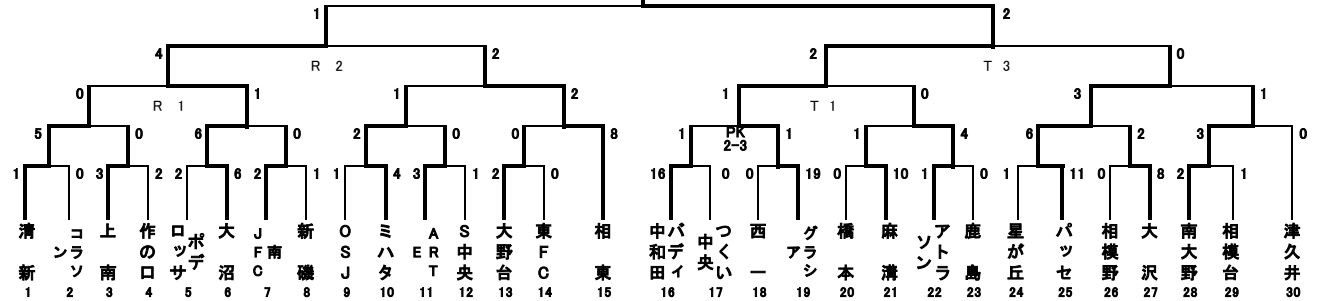 1 2
4 2 2 0
R 2 T 3
0 1 1 2 1 0 3 1
R 1 T 1
5 0 6 0 2 0 0 8 1 PK 1 1 4 6 2 3 0
2-3
1 0 3 2 2 6 2 1 1 4 3 1 2 0 16 0 0 19 0 10 1 0 1 11 0 8 2 1
清新
コラソン
上南
作のロ
ロッサポデ
大沼
JFC南
新磯
OSJ
ミハタ
ARTE
S中央
大野台
東FC
相東
中和田バディ
つくい中央
西一
グラシア
橋本
麻溝
アトラソン
鹿島
星が丘
パッセ
相模野
大沢
南大野
相模台
津久井
1 2 3 4 5 6 7 8 9 10 11 12 13 14 15 16 17 18 19 20 21 22 23 24 25 26 27 28 29 30